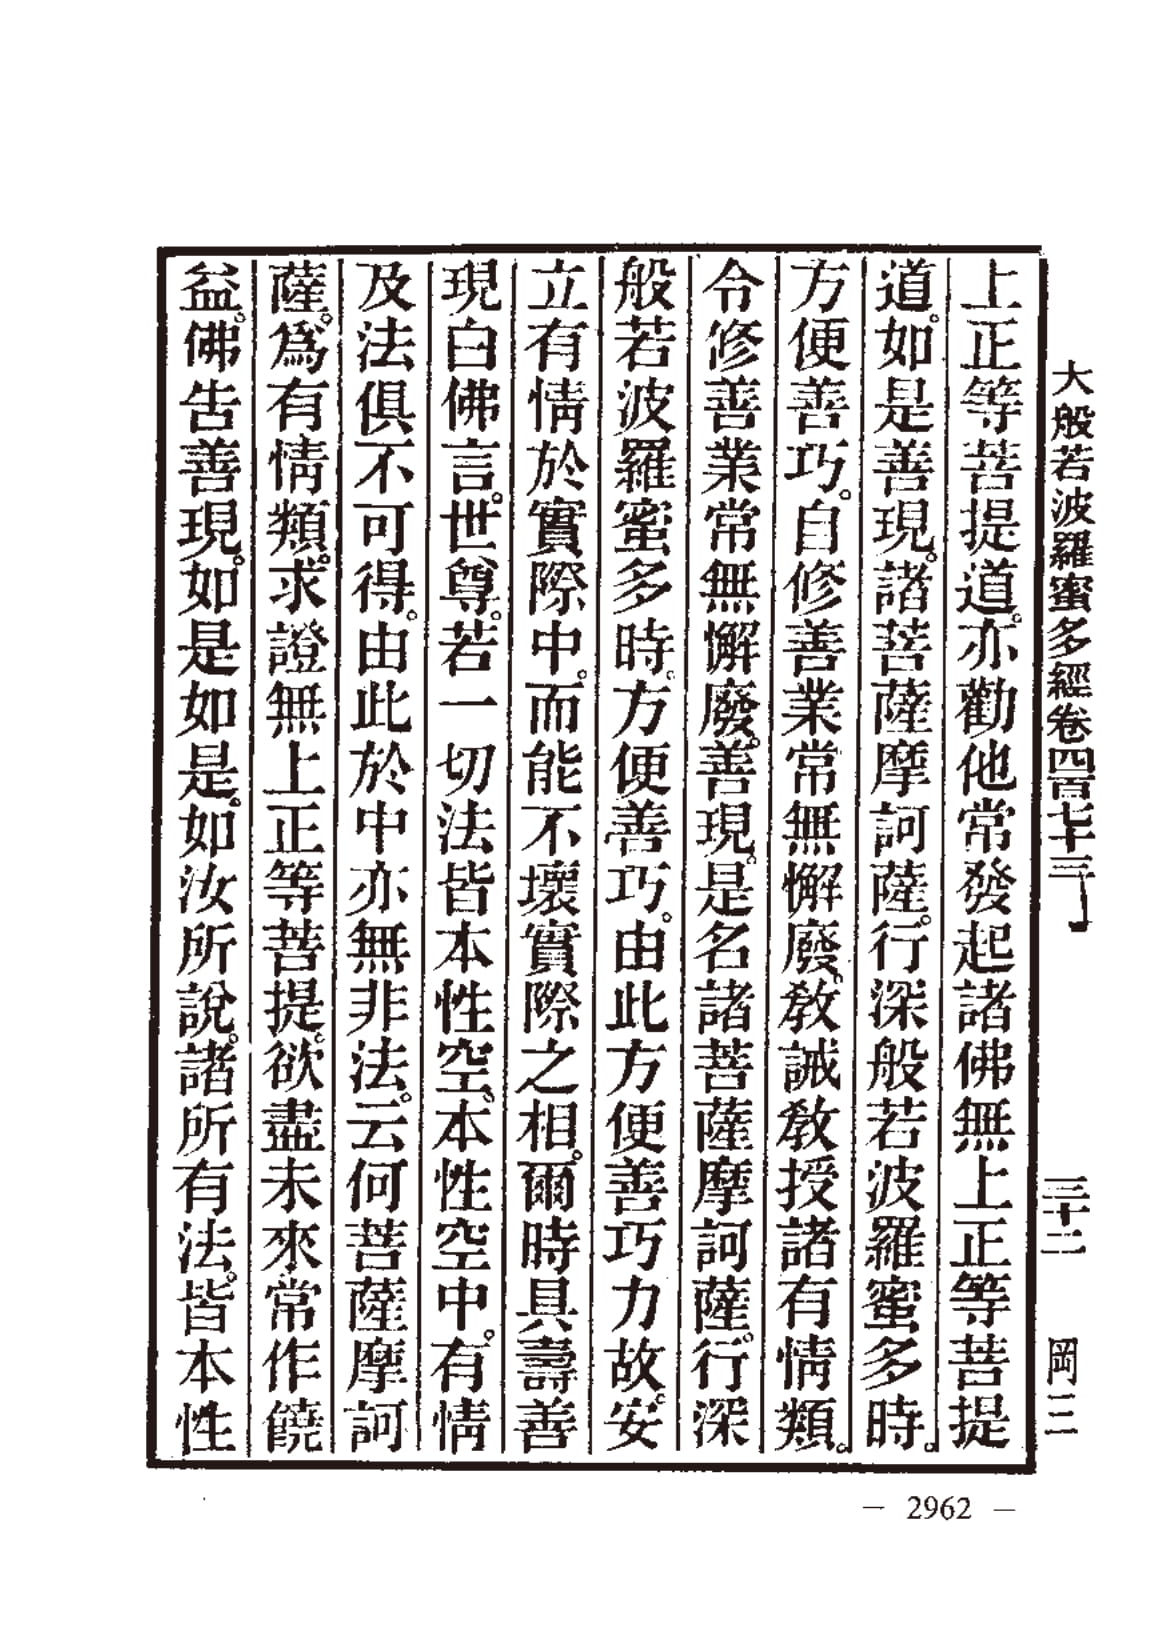 大般若波羅蜜多經卷四百七十三
三十二
岡三
上正等菩提道。亦勸他常發起諸佛無上正等菩提
道。如是善現。諸菩薩摩訶薩。行深般若波羅蜜多時。
方便善巧。自修善業常無懈廢。敎誡敎授諸有情類。
令修善業常無懈廢。善現。是名諸菩薩摩訶薩。行深
般若波羅蜜多時。方便善巧。由此方便善巧力故。安
立有情於實際中。而能不壞實際之相。爾時具壽善
現白佛言。世尊。若一切法皆本性空。本性空中。有情
及法俱不可得。由此於中亦無非法。云何菩薩摩訶
薩。爲有情類。求證無上正等菩提。欲盡未來常作饒
益。佛告善現。如是如是。如汝所說。諸所有法。皆本性
— 2962 —